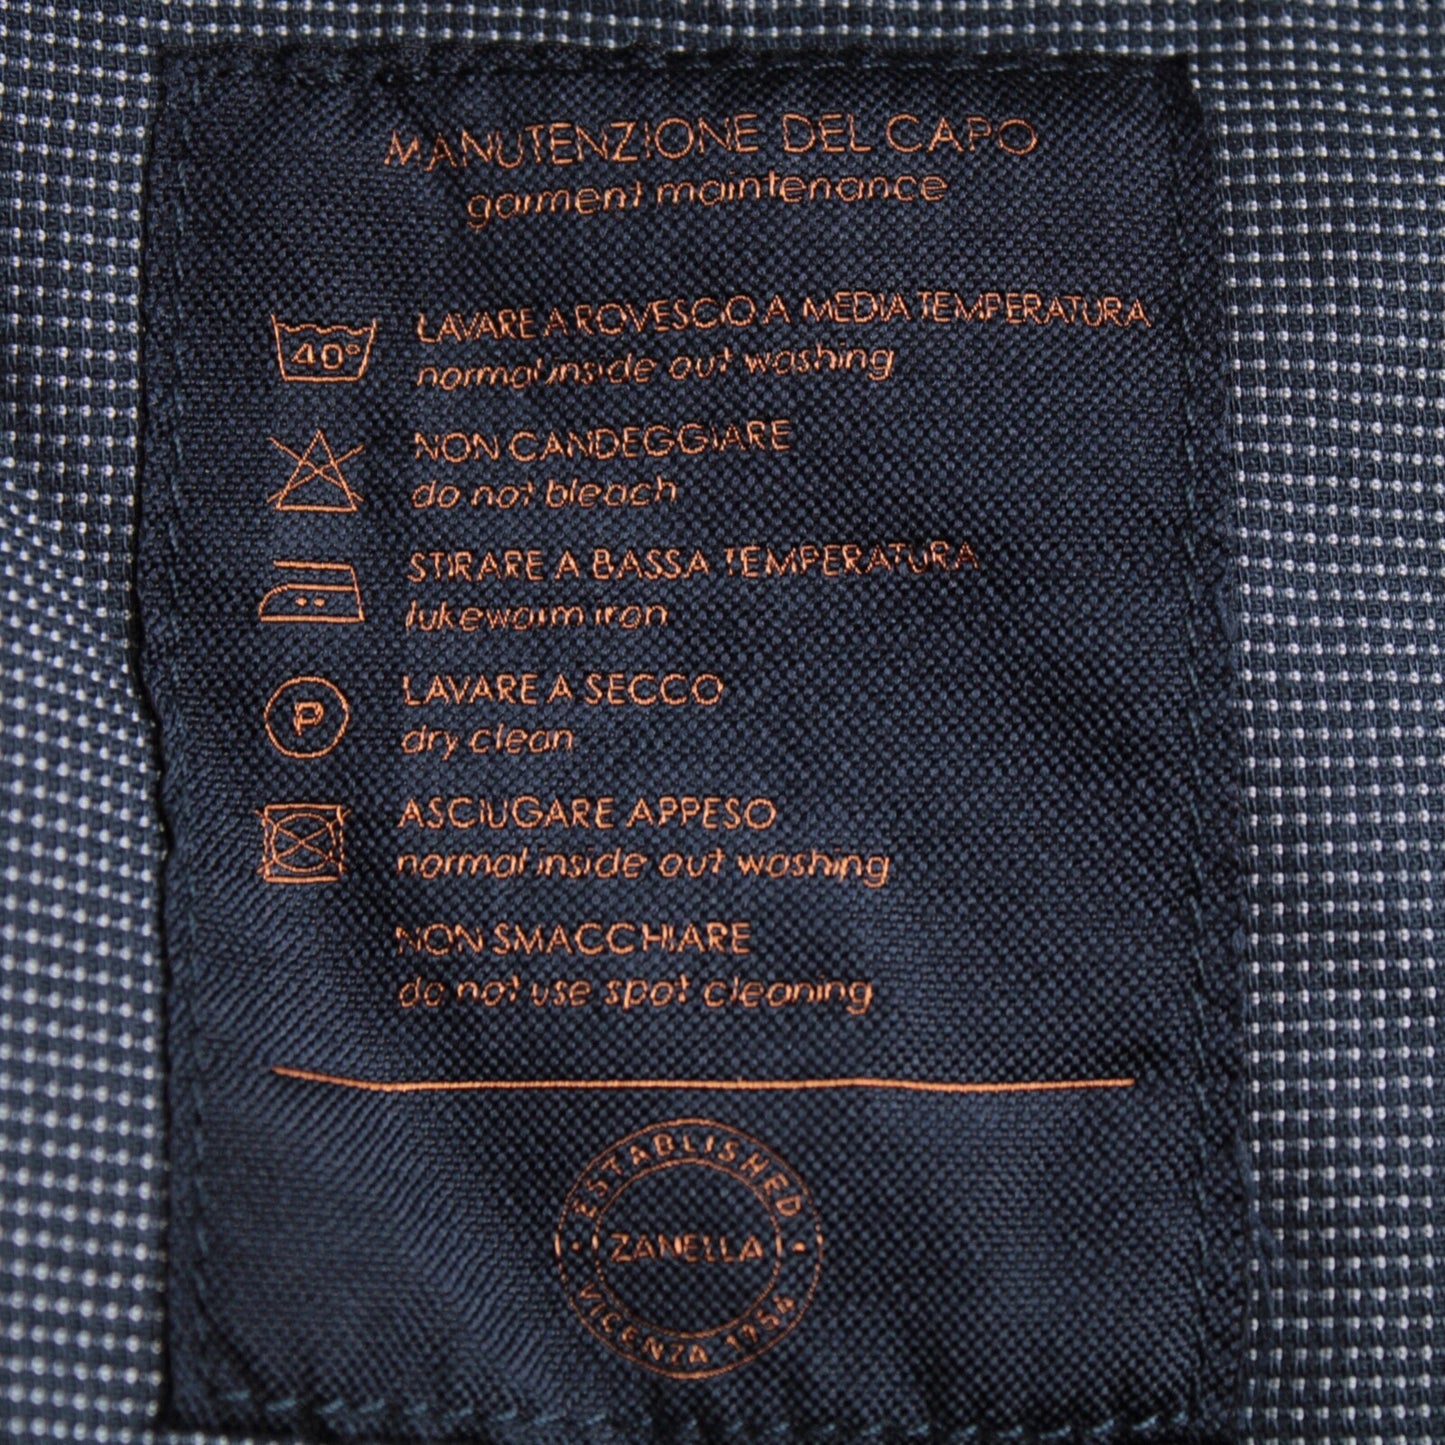 MANUTENZIONE DEL CAPO
garment maintenance
40°
LAVARE A ROVESCIO A MEDIA TEMPERATURA
normal inside out washing
NON CANDEGGIARE
do not bleach
STIRARE A BASSA TEMPERATURA
lukewarm iron
P
LAVARE A SECCO
dry clean
ASCIUGARE APPESO
normal inside out washing
NON SMACCHIARE
do not use spot cleaning
ESTABLISHED
ZANELLA
VICENZA 1954